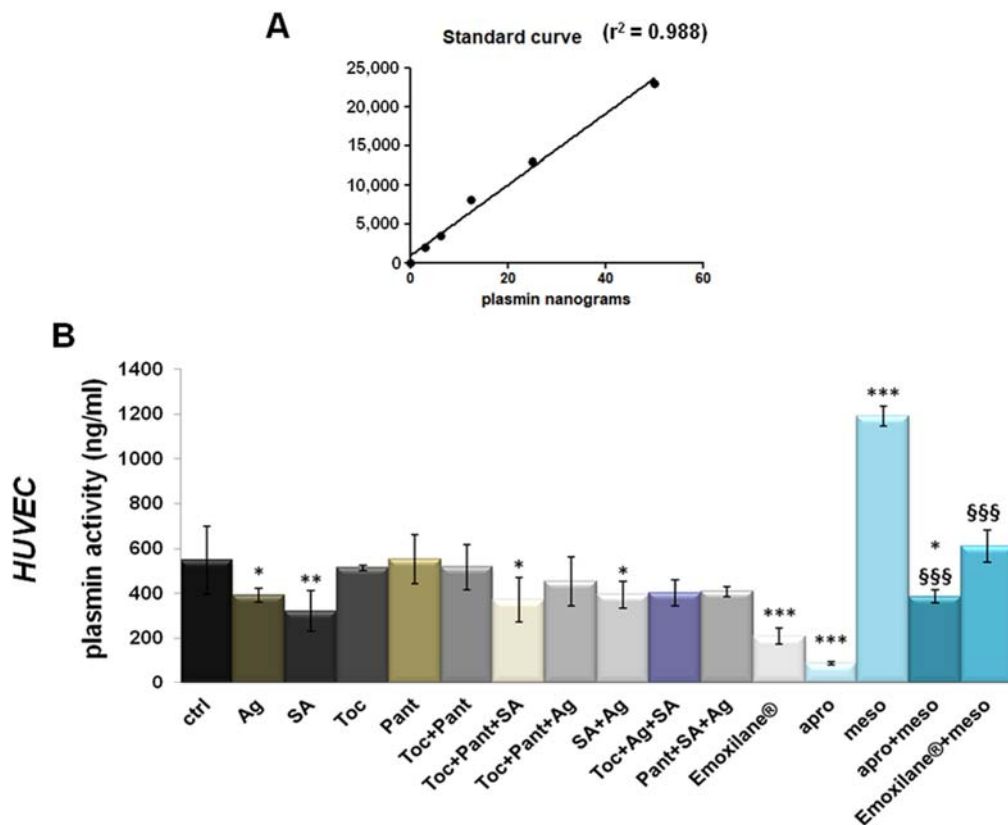 A
Standard curve (r² = 0.988)
25,000
20,000
15,000
10,000
5,000
0
0 20 40 60
plasmin nanograms
B
HUVEC
plasmin activity (ng/ml)
1400
1200
1000
800
600
400
200
0
* ** * * *** *** *** * §§§ §§§
ctrl
Ag
SA
Toc
Pant
Toc+Pant
Toc+Pant+SA
Toc+Pant+Ag
SA+Ag
Toc+Ag+SA
Pant+SA+Ag
Emoxilane®
apro
meso
apro+meso
Emoxilane®+meso